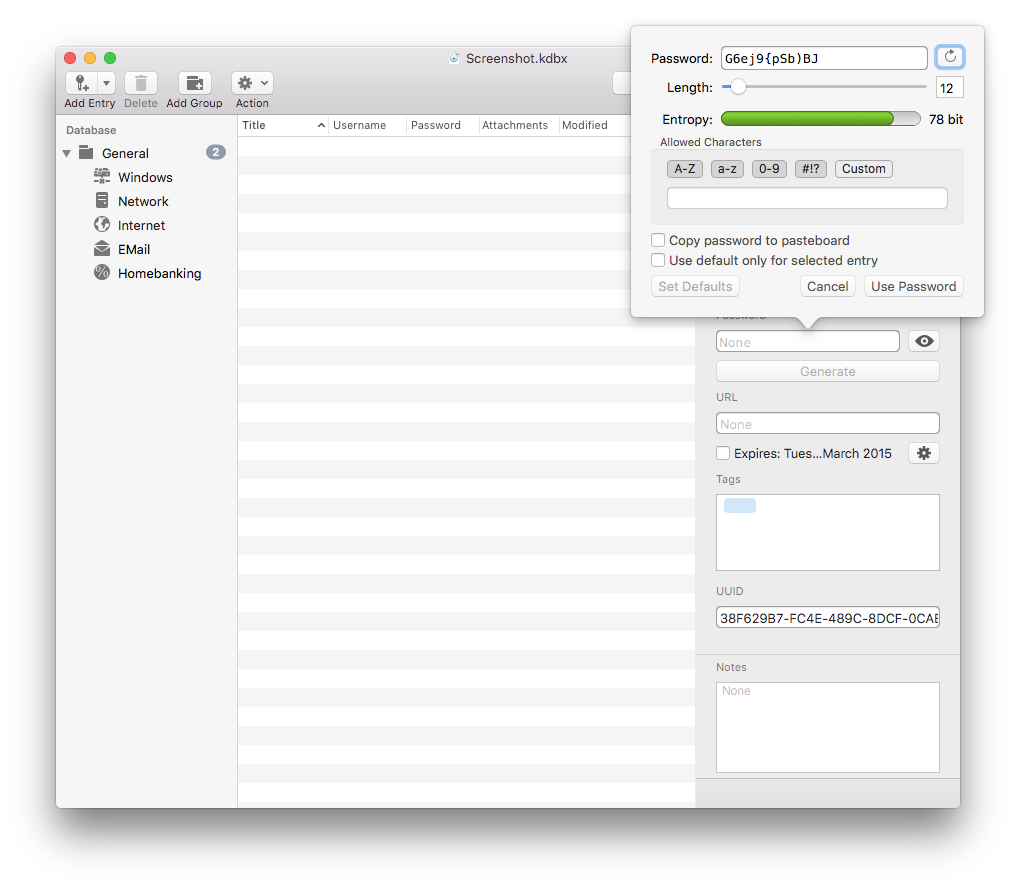 Screenshot.kdbx
Add Entry Delete Add Group Action
Database
General 2
Windows
Network
Internet
EMail
Homebanking
Title Username Password Attachments Modified
Password: G6ej9{pSb)BJ
Length: 12
Entropy: 78 bit
Allowed Characters
A-Z a-z 0-9 #!? Custom
Copy password to pasteboard
Use default only for selected entry
Set Defaults Cancel Use Password
Password
None
Generate
URL
None
Expires: Tues...March 2015
Tags
UUID
38F629B7-FC4E-489C-8DCF-0CAE
Notes
None